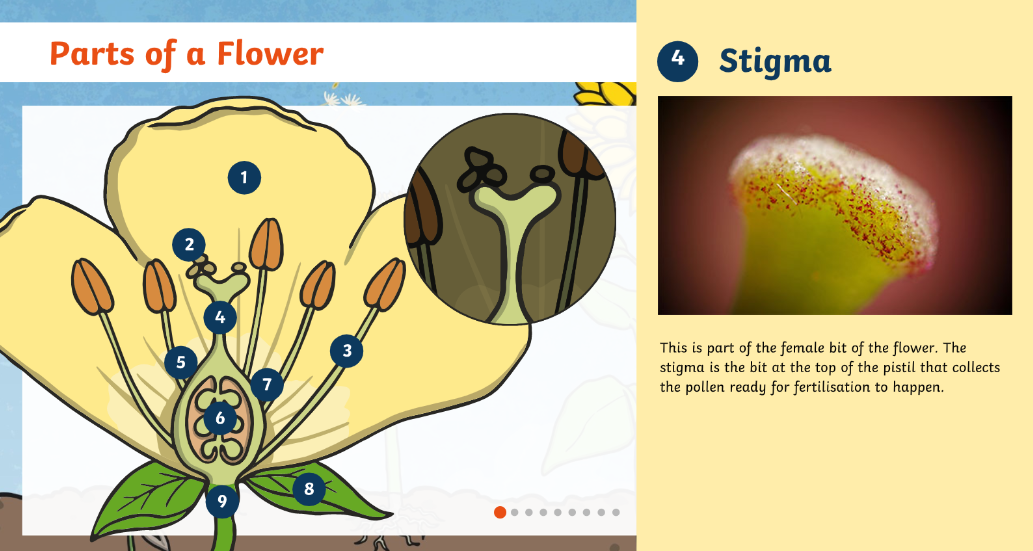 Parts of a Flower
1
2
4
3
5
7
6
8
9
4 Stigma
This is part of the female bit of the flower. The
stigma is the bit at the top of the pistil that collects
the pollen ready for fertilisation to happen.